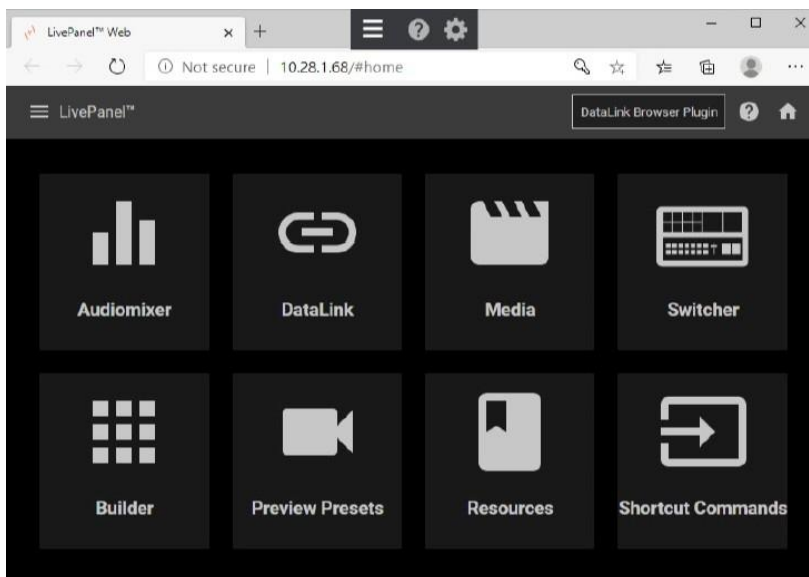 LivePanel™ Web
Not secure | 10.28.1.68/#home
LivePanel™
DataLink Browser Plugin
Audiomixer
DataLink
Media
Switcher
Builder
Preview Presets
Resources
Shortcut Commands